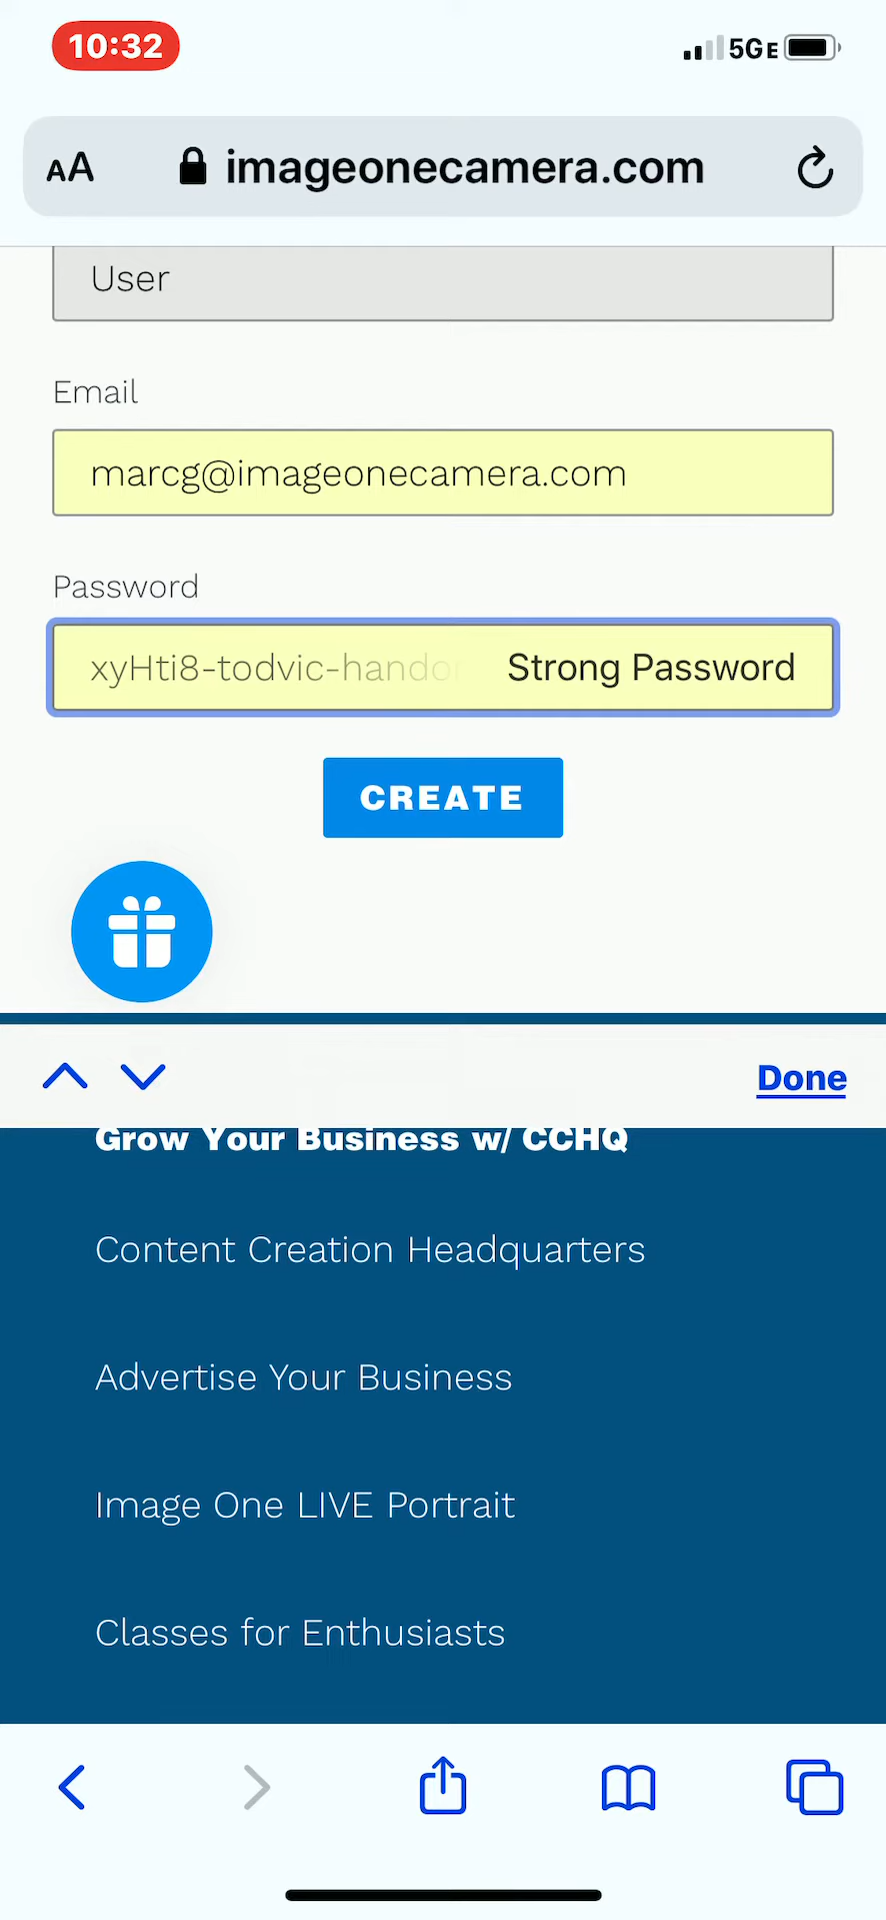 10:32
5GE
AA
imageonecamera.com
User
Email
marcg@imageonecamera.com
Password
xyHti8-todvic-hando
Strong Password
CREATE
Done
Grow Your Business w/ CCHQ
Content Creation Headquarters
Advertise Your Business
Image One LIVE Portrait
Classes for Enthusiasts